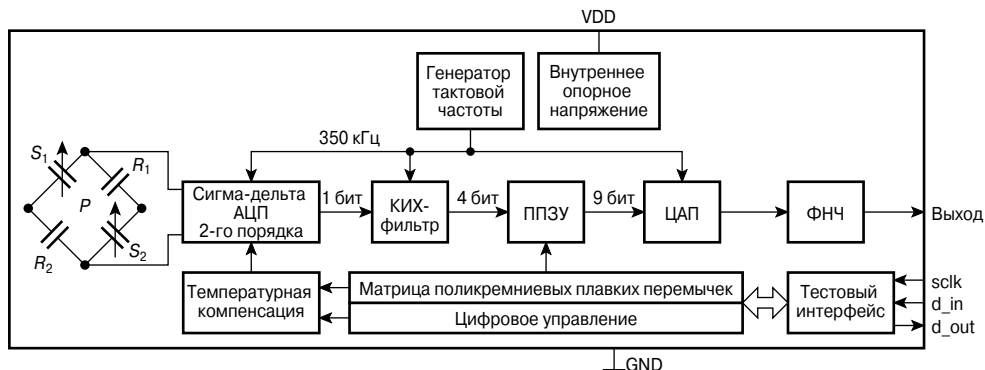 VDD
Генератор
тактовой
частоты
Внутреннее
опорное
напряжение
350 кГц
S1
R1
P
R2
S2
Сигма-дельта
АЦП
2-го порядка
1 бит
КИХ-
фильтр
4 бит
ППЗУ
9 бит
ЦАП
ФНЧ
Выход
Температурная
компенсация
Матрица поликремниевых плавких перемычек
Цифровое управление
Тестовый
интерфейс
sclk
d_in
d_out
GND